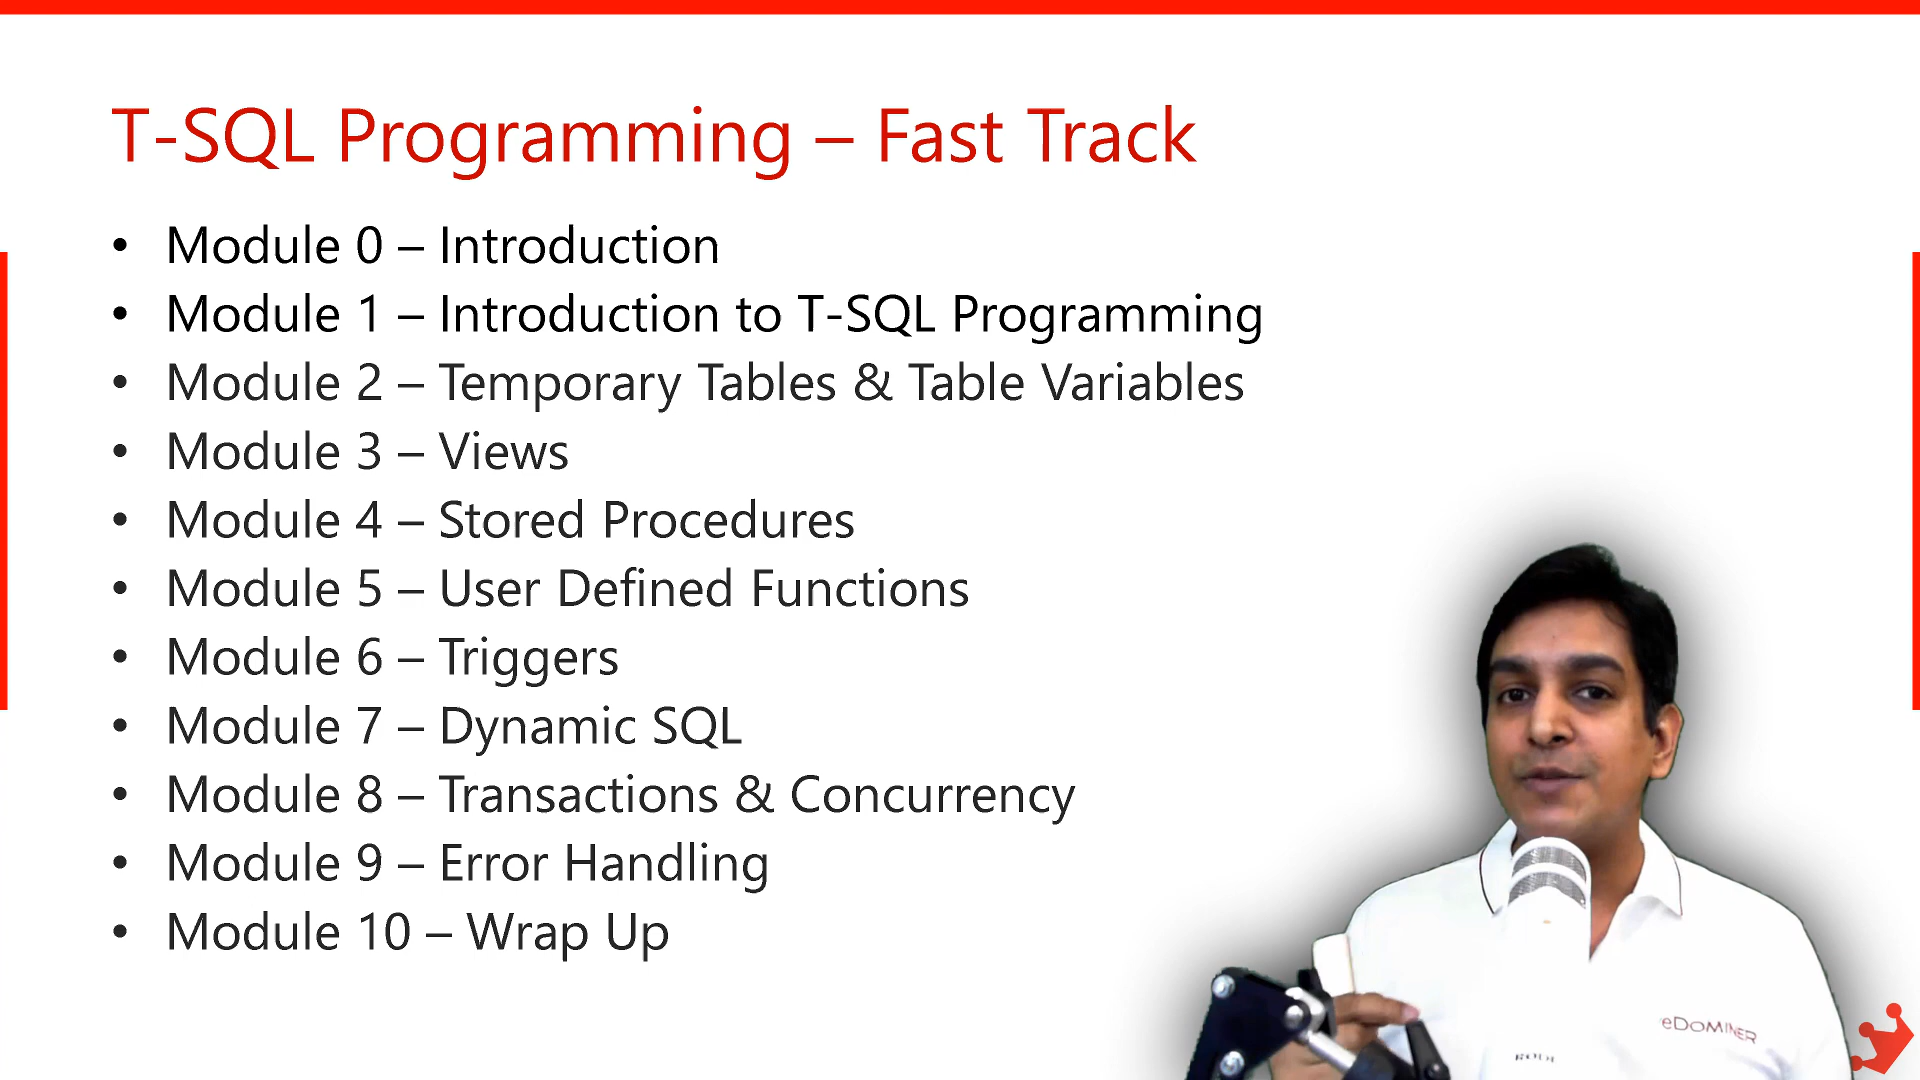 T-SQL Programming – Fast Track
• Module 0 – Introduction
• Module 1 – Introduction to T-SQL Programming
• Module 2 – Temporary Tables & Table Variables
• Module 3 – Views
• Module 4 – Stored Procedures
• Module 5 – User Defined Functions
• Module 6 – Triggers
• Module 7 – Dynamic SQL
• Module 8 – Transactions & Concurrency
• Module 9 – Error Handling
• Module 10 – Wrap Up
eDOMINER
RODE